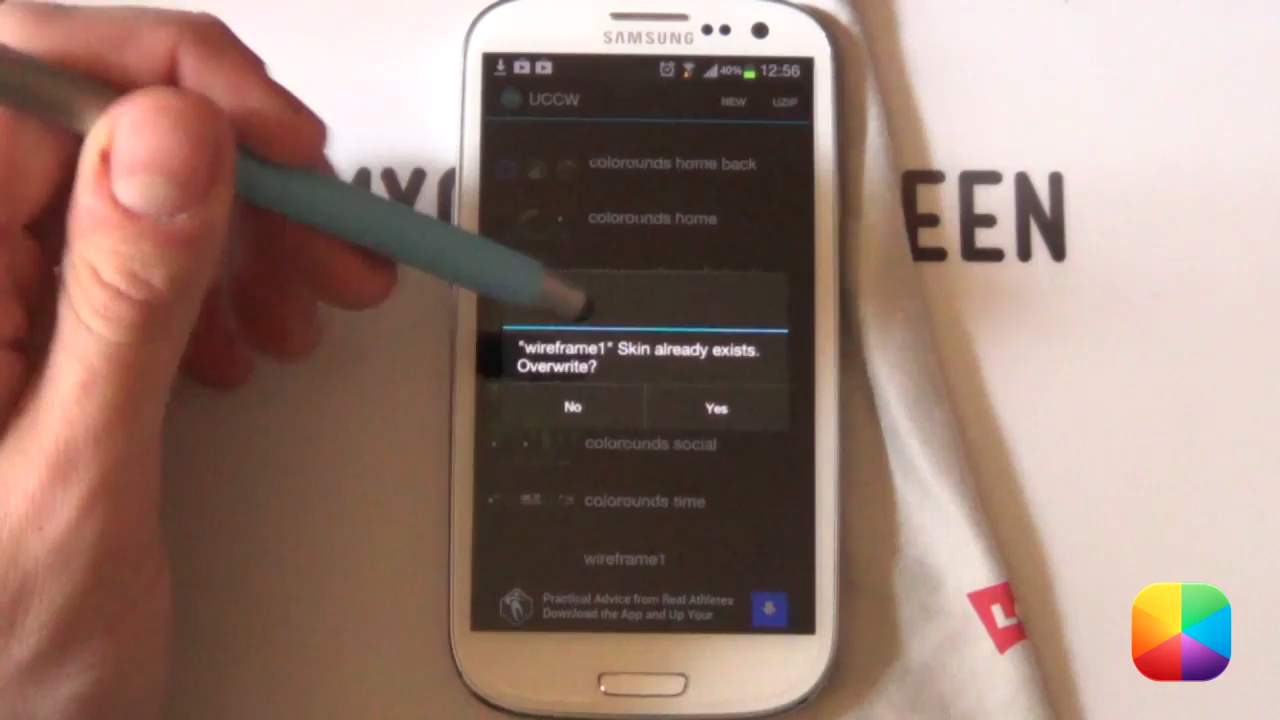 SAMSUNG
40% 12:56
UCCW NEW UZIP
colorounds home back
colorounds home
"wireframe1" Skin already exists.
Overwrite?
No Yes
colorounds social
colorounds time
wireframe1
Practical Advice from Real Athletes
Download the App and Up Your
MYC
EEN